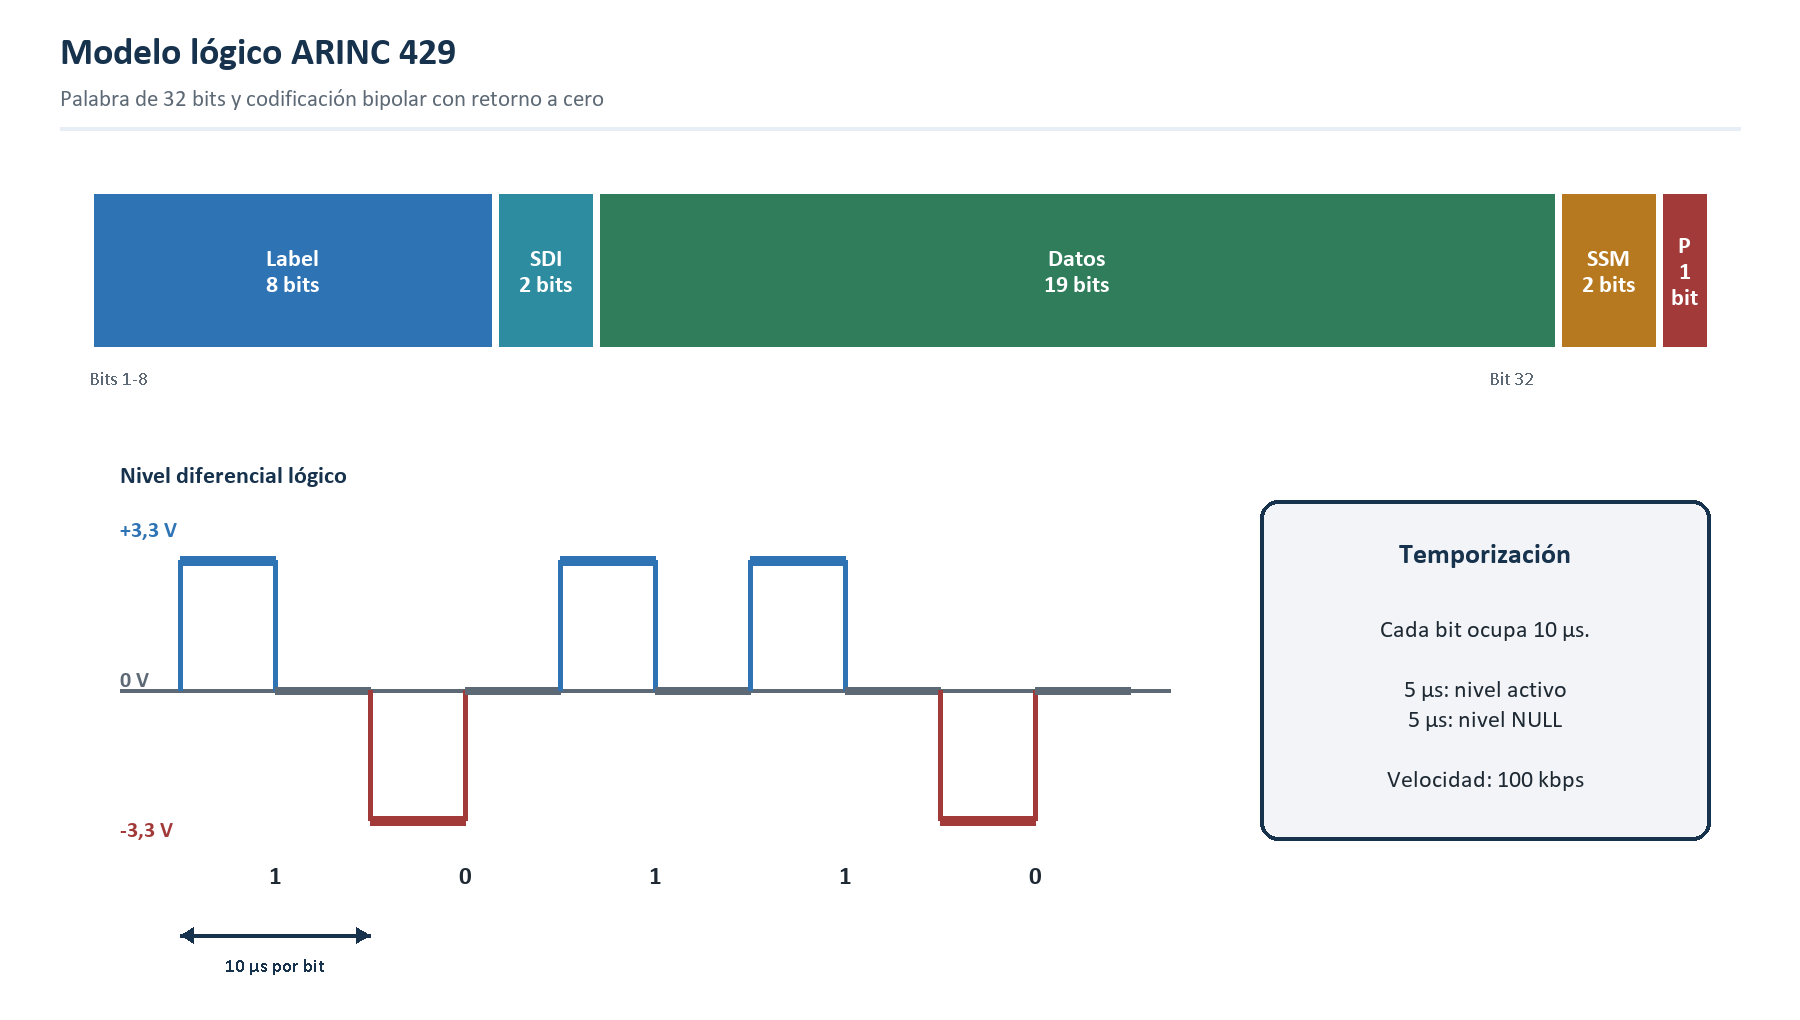 Modelo lógico ARINC 429
Palabra de 32 bits y codificación bipolar con retorno a cero
Label
8 bits
SDI
2 bits
Datos
19 bits
SSM
2 bits
P
1
bit
Bits 1-8
Bit 32
Nivel diferencial lógico
+3,3 V
0 V
-3,3 V
1 0 1 1 0
10 µs por bit
Temporización
Cada bit ocupa 10 µs.
5 µs: nivel activo
5 µs: nivel NULL
Velocidad: 100 kbps